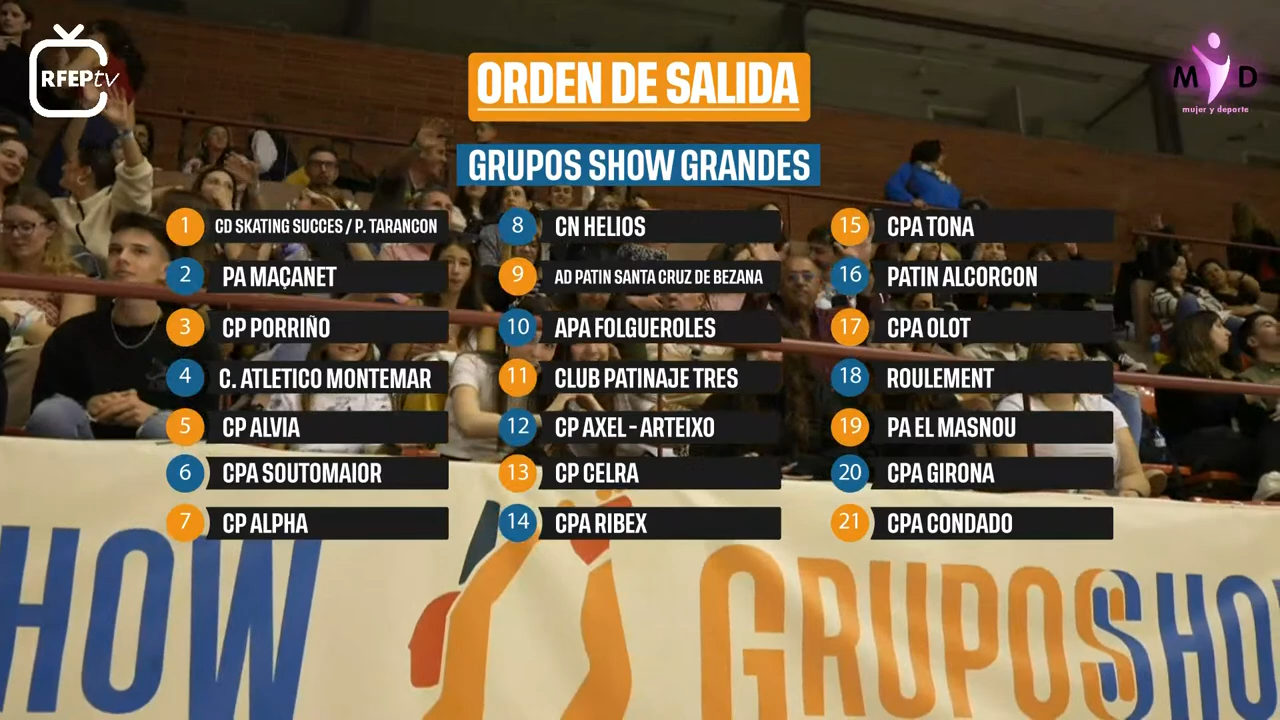 RFEPtv
M D
mujer y deporte
ORDEN DE SALIDA
GRUPOS SHOW GRANDES
1 CD SKATING SUCCES / P. TARANCON
2 PA MAÇANET
3 CP PORRIÑO
4 C. ATLETICO MONTEMAR
5 CP ALVIA
6 CPA SOUTOMAIOR
7 CP ALPHA
8 CN HELIOS
9 AD PATIN SANTA CRUZ DE BEZANA
10 APA FOLGUEROLES
11 CLUB PATINAJE TRES
12 CP AXEL - ARTEIXO
13 CP CELRA
14 CPA RIBEX
15 CPA TONA
16 PATIN ALCORCON
17 CPA OLOT
18 ROULEMENT
19 PA EL MASNOU
20 CPA GIRONA
21 CPA CONDADO
HOW
GRUPOSSHO